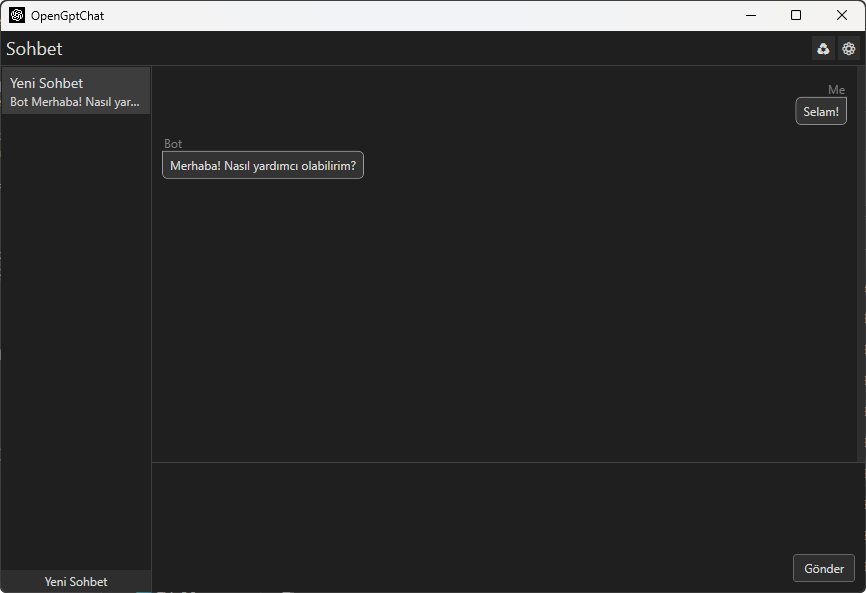 OpenGptChat
Sohbet
Yeni Sohbet
Bot Merhaba! Nasıl yar...
Me
Selam!
Bot
Merhaba! Nasıl yardımcı olabilirim?
Gönder
Yeni Sohbet